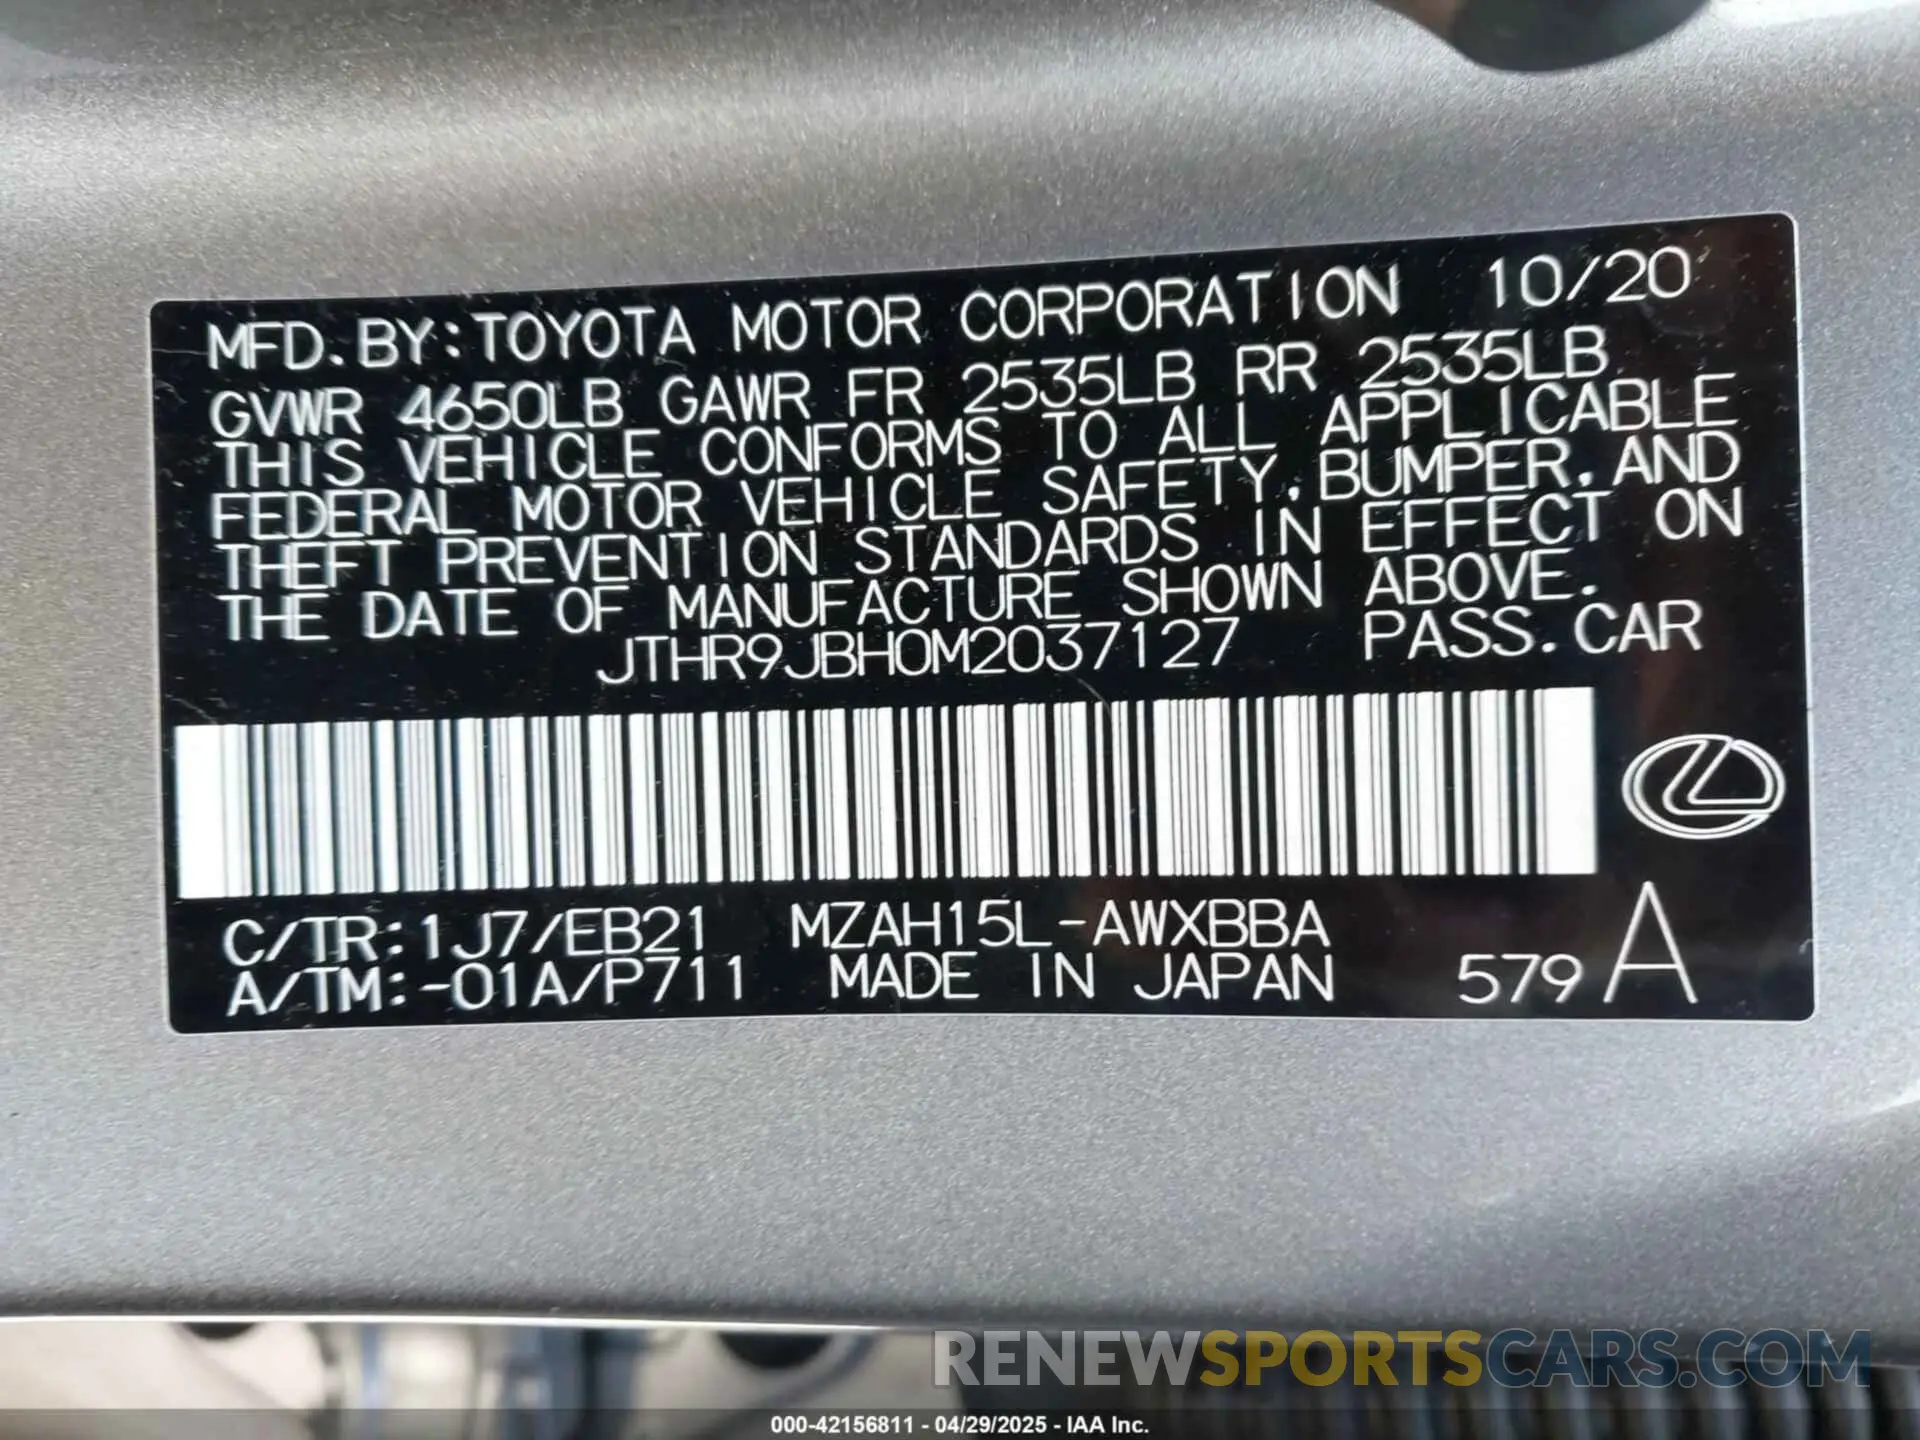 MFD.BY:TOYOTA MOTOR CORPORATION 10/20
GVWR 4650LB GAWR FR 2535LB RR 2535LB
THIS VEHICLE CONFORMS TO ALL APPLICABLE
FEDERAL MOTOR VEHICLE SAFETY,BUMPER,AND
THEFT PREVENTION STANDARDS IN EFFECT ON
THE DATE OF MANUFACTURE SHOWN ABOVE.
JTHR9JBH0M2037127 PASS.CAR
C/TR:1J7/EB21 MZAH15L-AWXBBA
A/TM:-01A/P711 MADE IN JAPAN 579 A
RENEWSPORTSCARS.COM
000-42156811 - 04/29/2025 - IAA Inc.